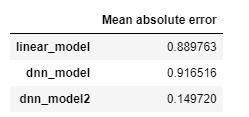 Mean absolute error
linear_model 0.889763
dnn_model 0.916516
dnn_model2 0.149720